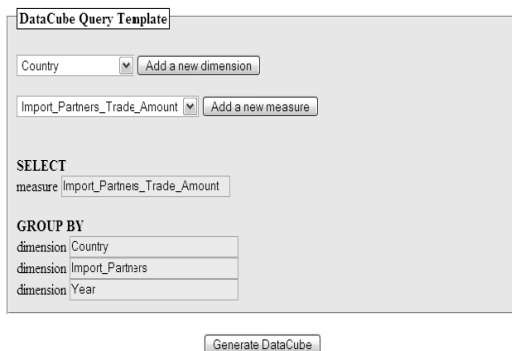 DataCube Query Template
Country Add a new dimension
Import_Partners_Trade_Amount Add a new measure
SELECT
measure Import_Partners_Trade_Amount
GROUP BY
dimension Country
dimension Import_Partners
dimension Year
Generate DataCube